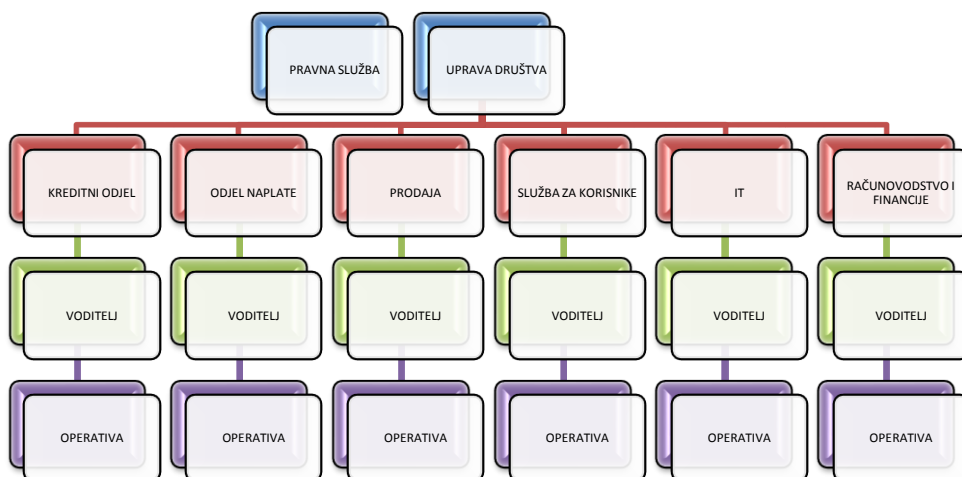 PRAVNA SLUŽBA
UPRAVA DRUŠTVA
KREDITNI ODJEL
ODJEL NAPLATE
PRODAJA
SLUŽBA ZA KORISNIKE
IT
RAČUNOVODSTVO I
FINANCIJE
VODITELJ
VODITELJ
VODITELJ
VODITELJ
VODITELJ
VODITELJ
OPERATIVA
OPERATIVA
OPERATIVA
OPERATIVA
OPERATIVA
OPERATIVA